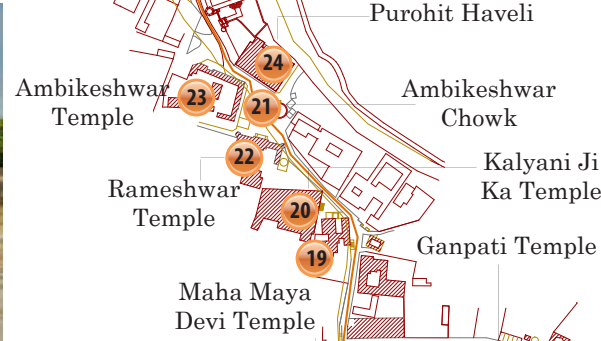 Purohit Haveli
24
Ambikeshwar
Temple
23
21
Ambikeshwar
Chowk
22
Kalyani Ji
Ka Temple
Rameshwar
Temple
20
Ganpati Temple
19
Maha Maya
Devi Temple